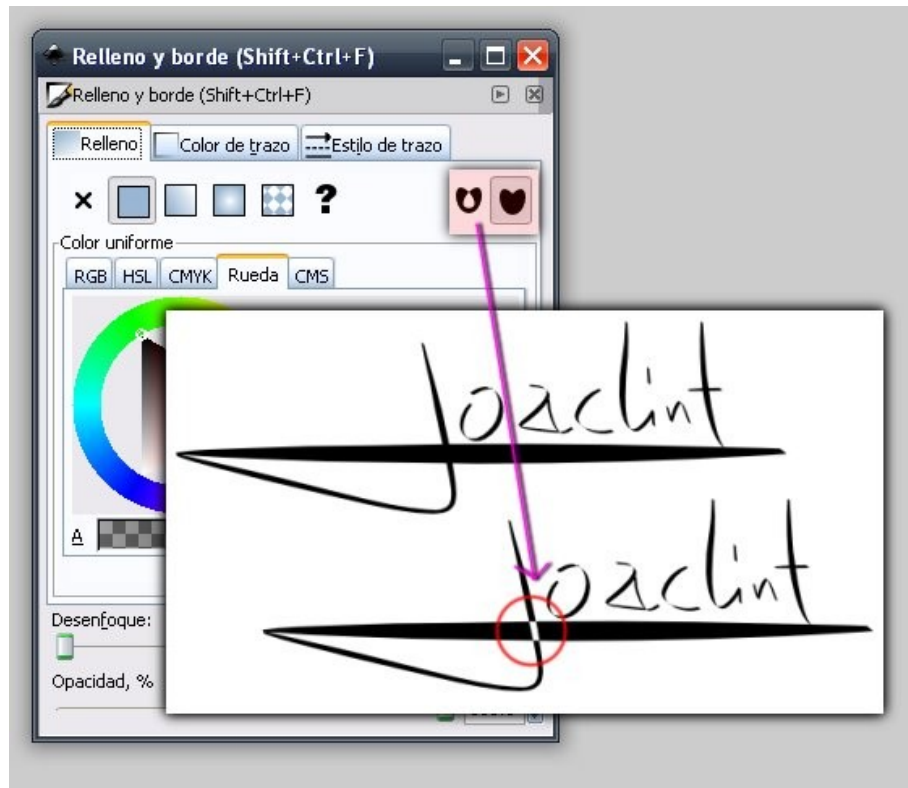 Relleno y borde (Shift+Ctrl+F)
Relleno y borde (Shift+Ctrl+F)
Relleno Color de trazo Estilo de trazo
?
Color uniforme
RGB HSL CMYK Rueda CMS
Joaclint
A
Joaclint
Desenfoque:
Opacidad, %